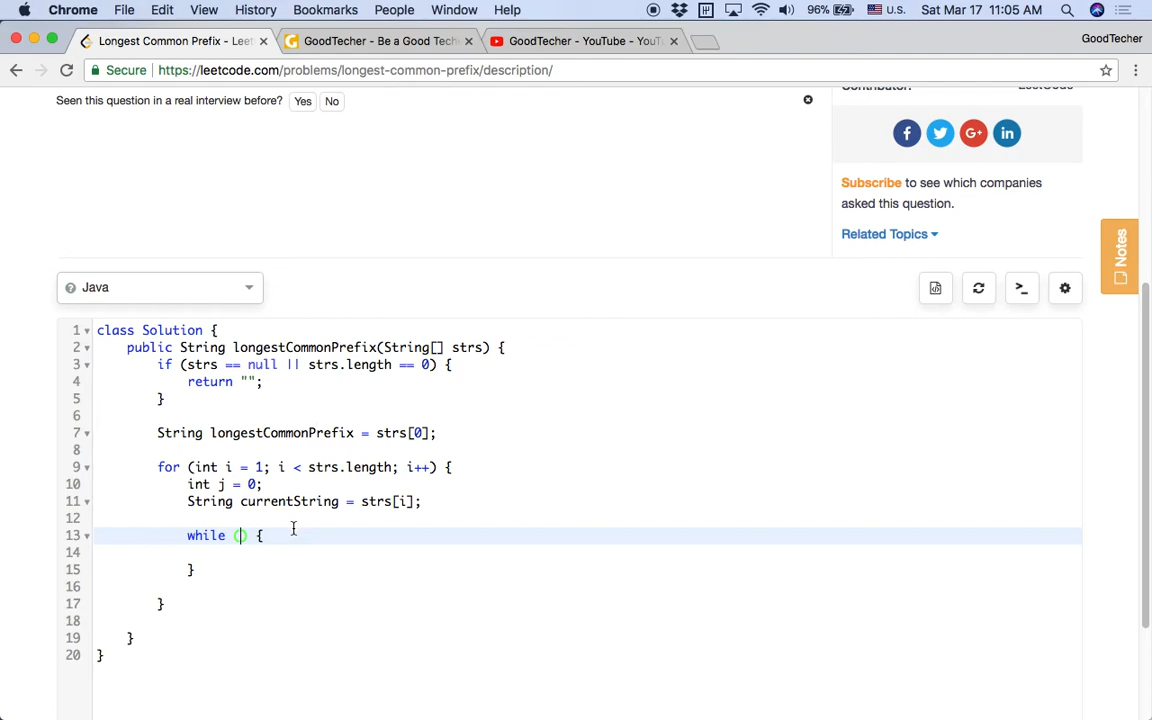 Chrome File Edit View History Bookmarks People Window Help 96% U.S. Sat Mar 17 11:05 AM
Longest Common Prefix - Leet GoodTecher - Be a Good Tech GoodTecher - YouTube - YouT GoodTecher
Secure https://leetcode.com/problems/longest-common-prefix/description/
Seen this question in a real interview before? Yes No
Contributor: LeetCode
f G+ in
Subscribe to see which companies
asked this question.
Related Topics
Notes
Java
1 class Solution {
2 public String longestCommonPrefix(String[] strs) {
3 if (strs == null || strs.length == 0) {
4 return "";
5 }
6
7 String longestCommonPrefix = strs[0];
8
9 for (int i = 1; i < strs.length; i++) {
10 int j = 0;
11 String currentString = strs[i];
12
13 while () {
14
15 }
16
17 }
18
19 }
20 }